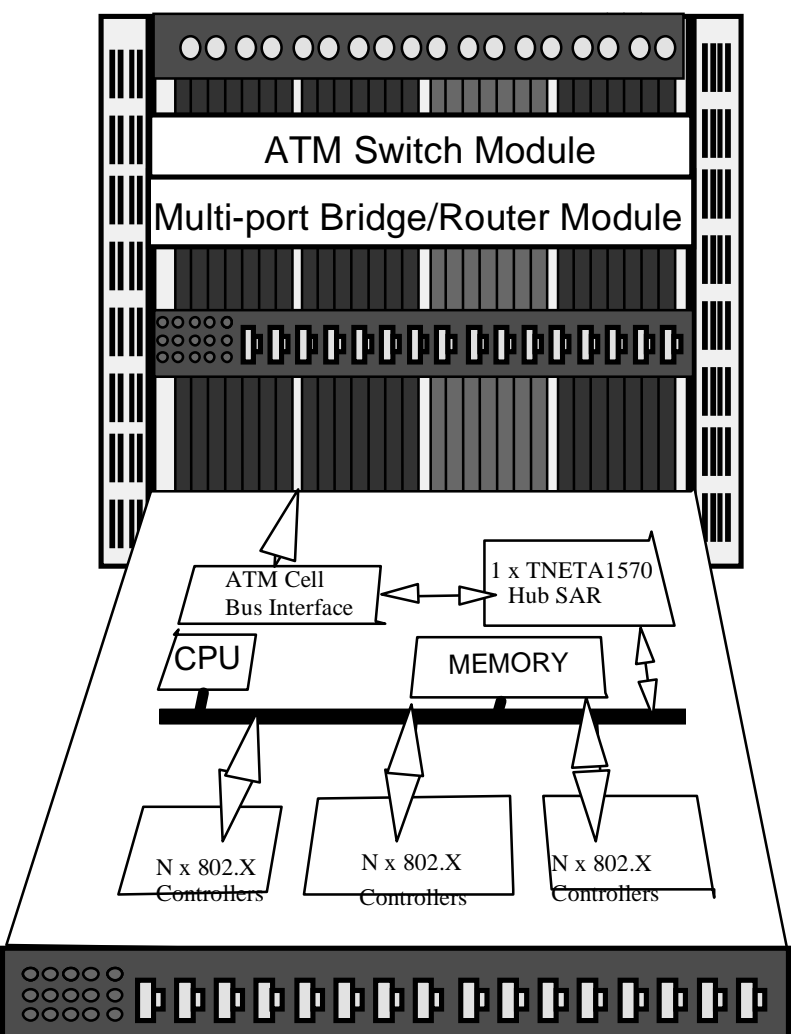 ATM Switch Module
Multi-port Bridge/Router Module
ATM Cell
Bus Interface
1 x TNETA1570
Hub SAR
CPU
MEMORY
N x 802.X
Controllers
N x 802.X
Controllers
N x 802.X
Controllers